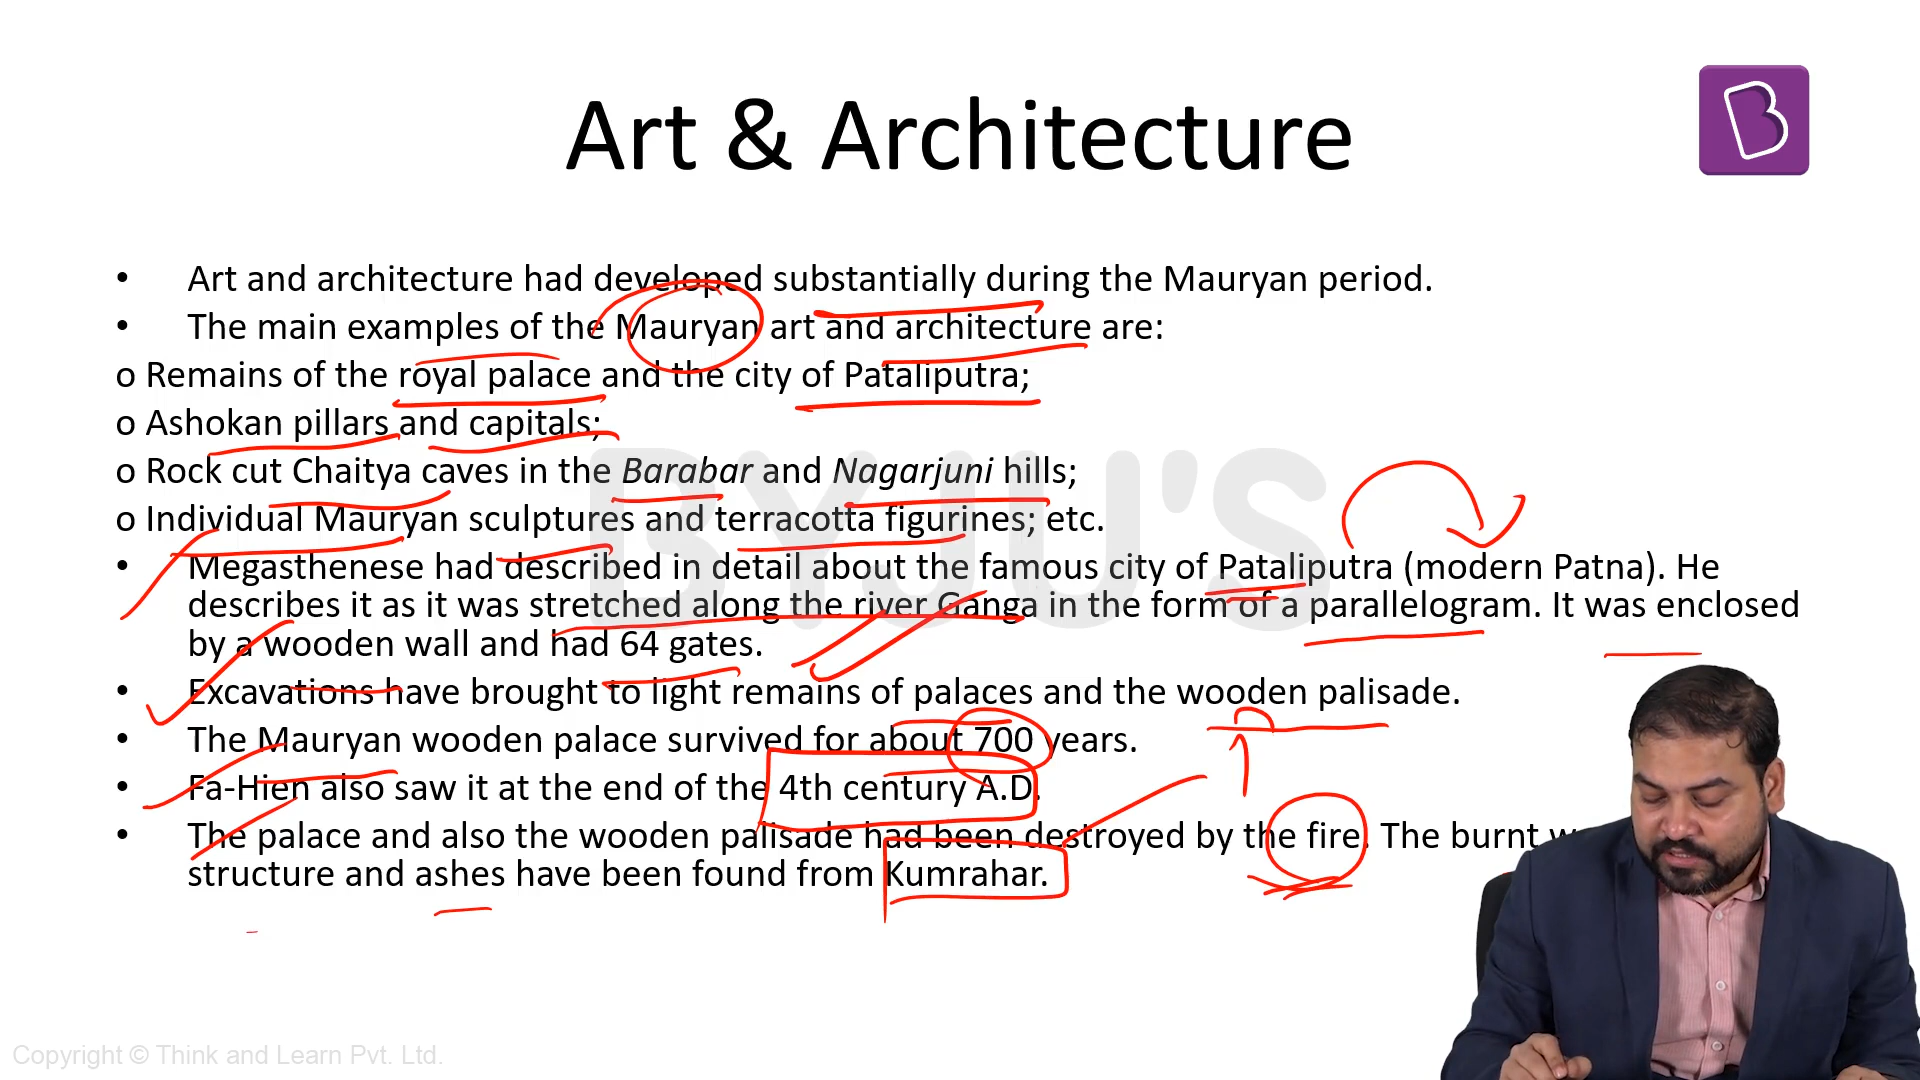 Art & Architecture
B
• Art and architecture had developed substantially during the Mauryan period.
• The main examples of the Mauryan art and architecture are:
o Remains of the royal palace and the city of Pataliputra;
o Ashokan pillars and capitals;
o Rock cut Chaitya caves in the Barabar and Nagarjuni hills;
o Individual Mauryan sculptures and terracotta figurines; etc.
• Megasthenese had described in detail about the famous city of Pataliputra (modern Patna). He
describes it as it was stretched along the river Ganga in the form of a parallelogram. It was enclosed
by a wooden wall and had 64 gates.
• Excavations have brought to light remains of palaces and the wooden palisade.
• The Mauryan wooden palace survived for about 700 years.
• Fa-Hien also saw it at the end of the 4th century A.D.
• The palace and also the wooden palisade had been destroyed by the fire. The burnt
structure and ashes have been found from Kumrahar.
BYJU'S
Copyright © Think and Learn Pvt. Ltd.